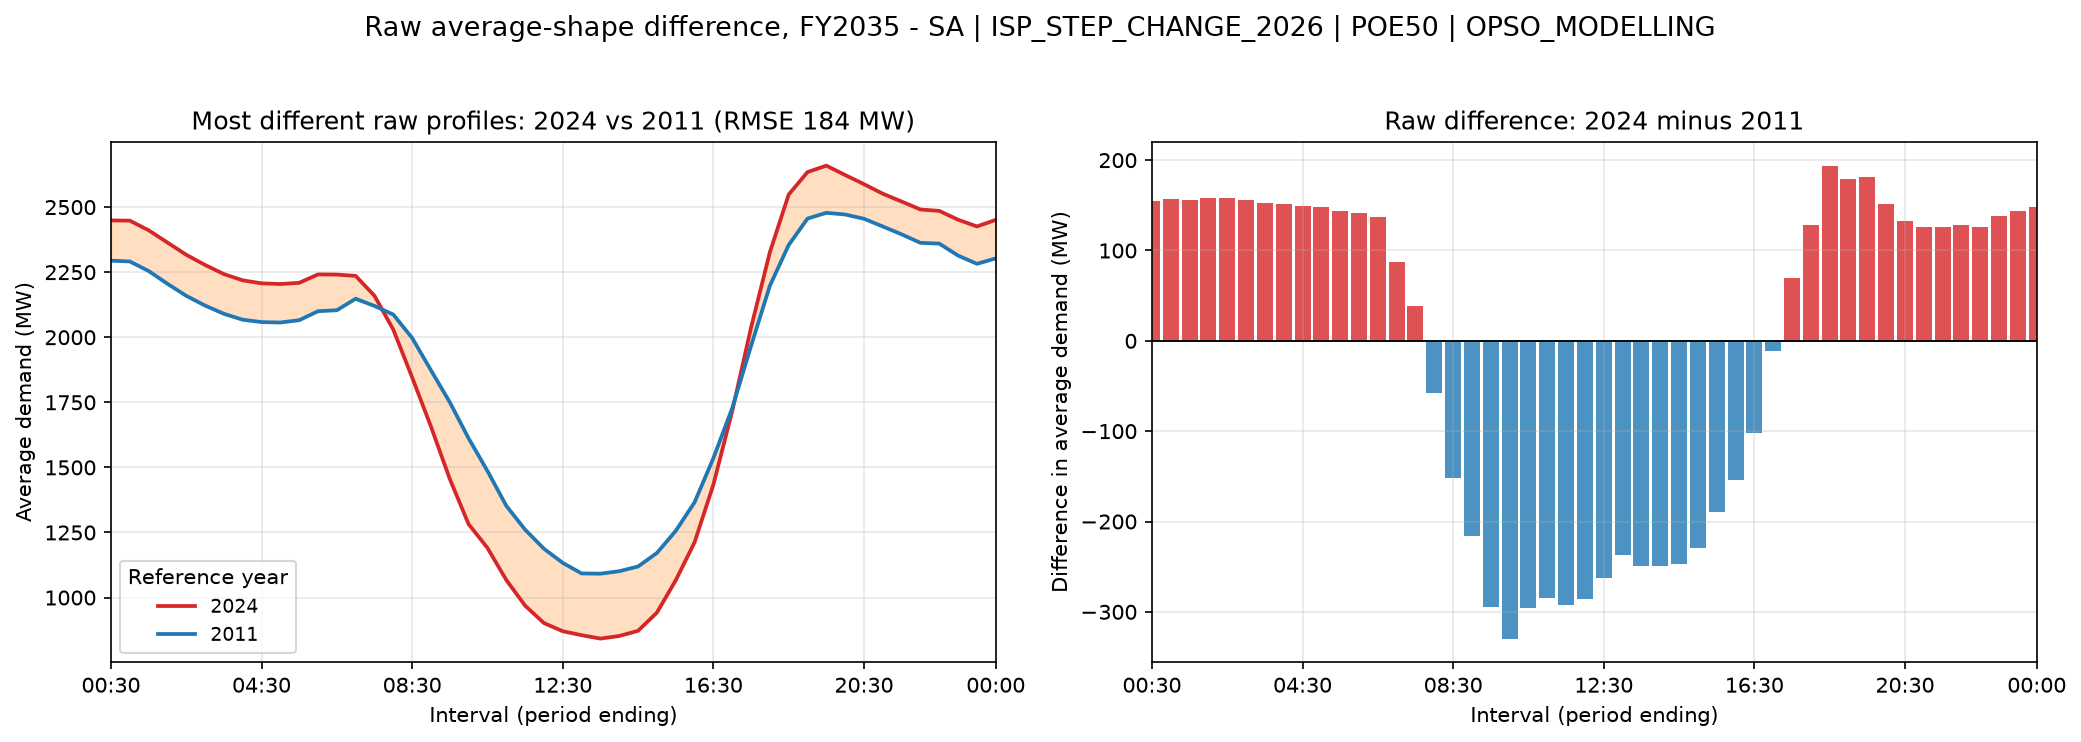 Raw average-shape difference, FY2035 - SA | ISP_STEP_CHANGE_2026 | POE50 | OPSO_MODELLING
Most different raw profiles: 2024 vs 2011 (RMSE 184 MW)
Average demand (MW)
2500
2250
2000
1750
1500
1250
1000
Reference year
2024
2011
00:30 04:30 08:30 12:30 16:30 20:30 00:00
Interval (period ending)
Raw difference: 2024 minus 2011
Difference in average demand (MW)
200
100
0
−100
−200
−300
00:30 04:30 08:30 12:30 16:30 20:30 00:00
Interval (period ending)